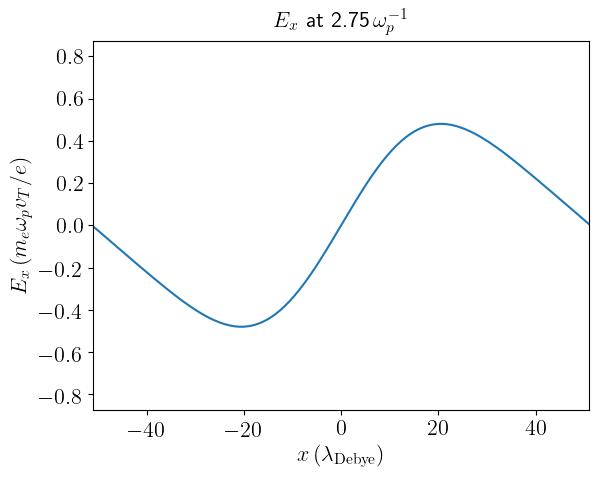 $E_x$ at $2.75\,\omega_p^{-1}$
0.8
0.6
0.4
0.2
0.0
−0.2
−0.4
−0.6
−0.8
$E_x\,(m_e\omega_p v_T/e)$
−40 −20 0 20 40
$x\,(\lambda_{\mathrm{Debye}})$